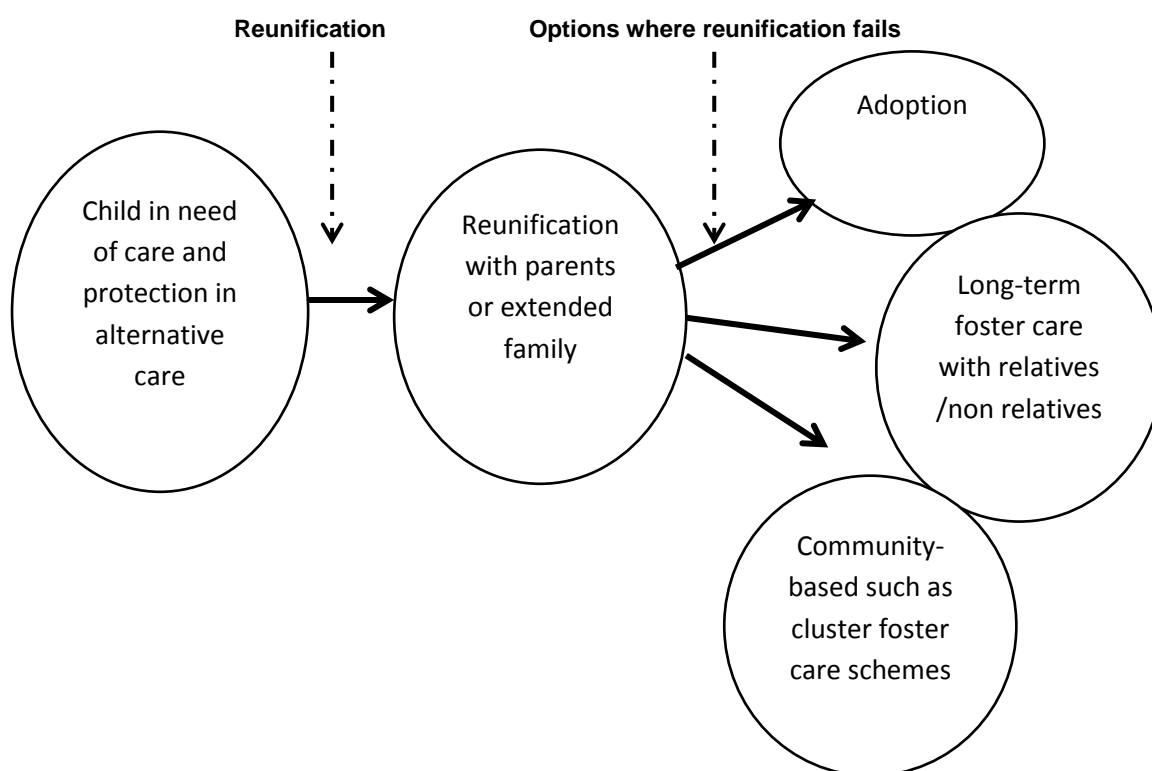 Reunification
Options where reunification fails
Child in need
of care and
protection in
alternative
care
Reunification
with parents
or extended
family
Adoption
Long-term
foster care
with relatives
/non relatives
Community-
based such as
cluster foster
care schemes